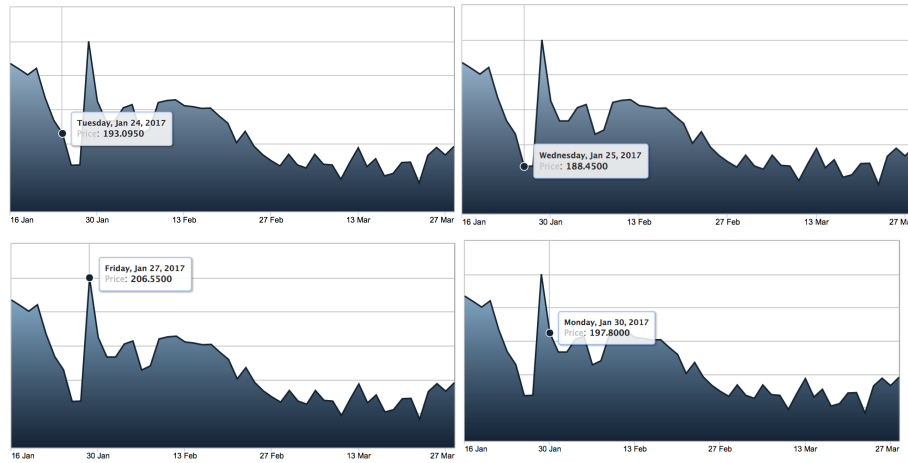 Tuesday, Jan 24, 2017
Price: 193.0950
16 Jan 30 Jan 13 Feb 27 Feb 13 Mar 27 Mar
Wednesday, Jan 25, 2017
Price: 188.4500
16 Jan 30 Jan 13 Feb 27 Feb 13 Mar 27 Ma
Friday, Jan 27, 2017
Price: 206.5500
16 Jan 30 Jan 13 Feb 27 Feb 13 Mar 27 Mar
Monday, Jan 30, 2017
Price: 197.8000
16 Jan 30 Jan 13 Feb 27 Feb 13 Mar 27 Mar